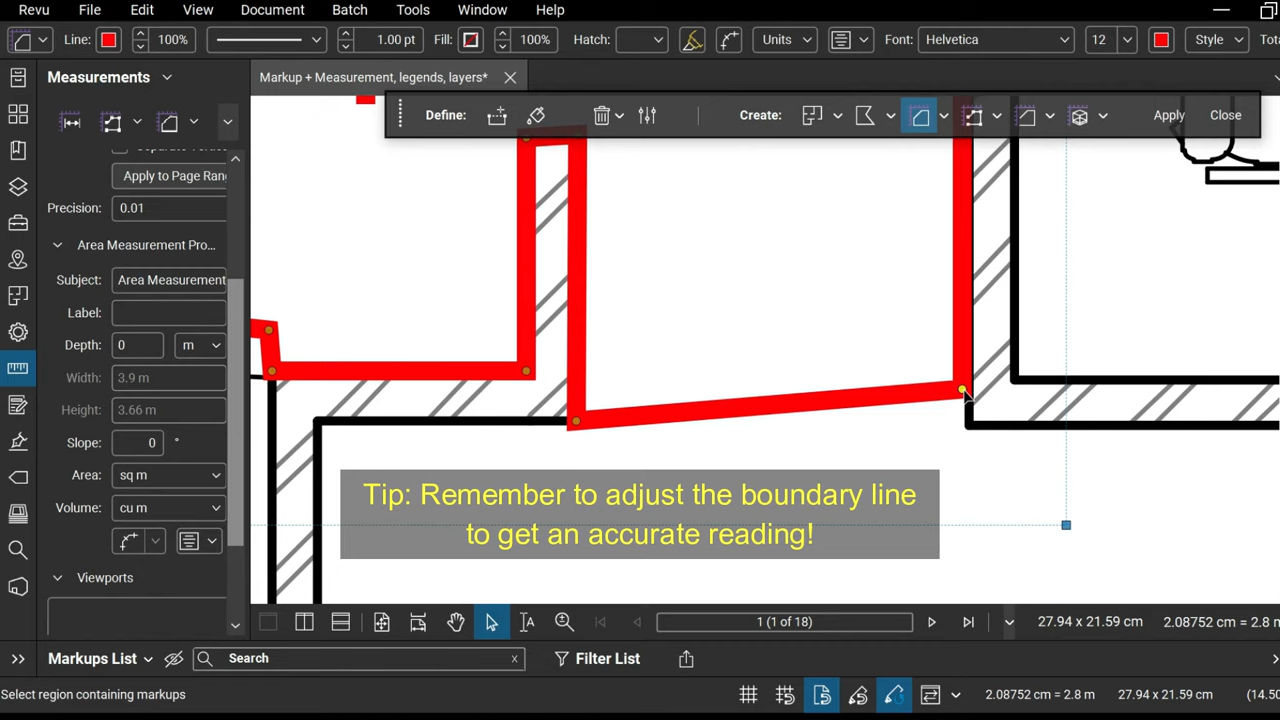 Revu File Edit View Document Batch Tools Window Help
Line: 100% 1.00 pt Fill: 100% Hatch: Units Font: Helvetica 12 Style
Measurements
Markup + Measurement, legends, layers*
Define: Create: Apply Close
Apply to Page Rang
Precision: 0.01
Area Measurement Pro...
Subject: Area Measurement
Label:
Depth: 0 m
Width: 3.9 m
Height: 3.66 m
Slope: 0 °
Area: sq m
Volume: cu m
Viewports
Tip: Remember to adjust the boundary line
to get an accurate reading!
1 (1 of 18) 27.94 x 21.59 cm 2.08752 cm = 2.8 m
Markups List Search x Filter List
Select region containing markups 2.08752 cm = 2.8 m 27.94 x 21.59 cm (14.50